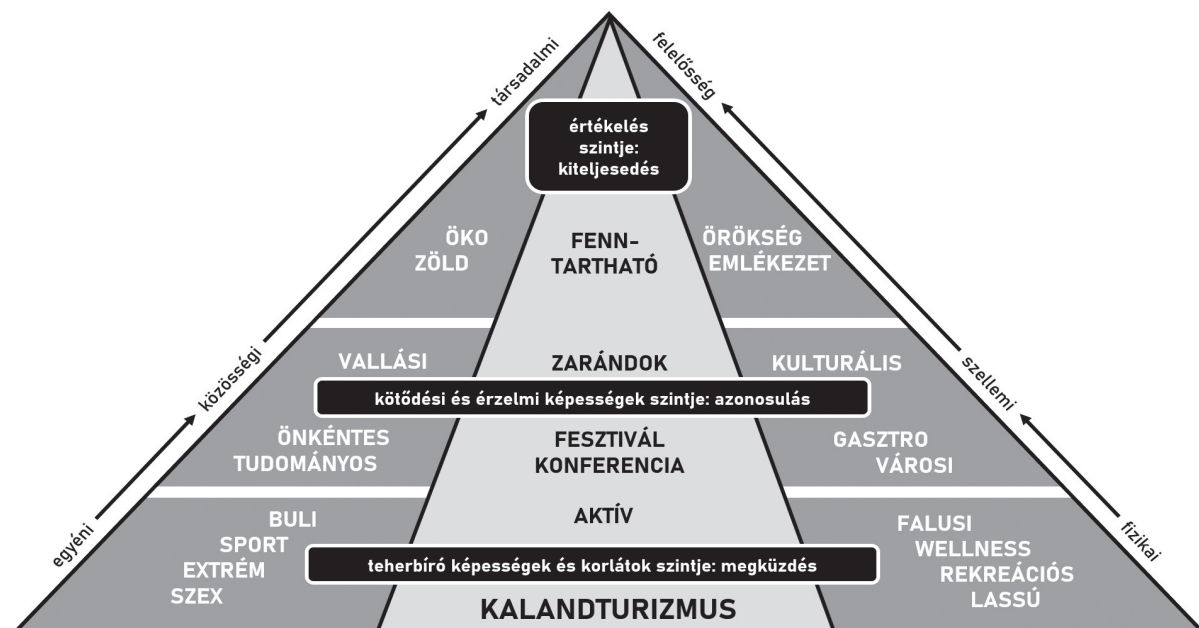 társadalmi
felelősség
értékelés
szintje:
kiteljesedés
ÖKO
ZÖLD
FENN-
TARTHATÓ
ÖRÖKSÉG
EMLÉKEZET
közösségi
szellemi
VALLÁSI
ZARÁNDOK
KULTURÁLIS
kötődési és érzelmi képességek szintje: azonosulás
ÖNKÉNTES
TUDOMÁNYOS
FESZTIVÁL
KONFERENCIA
GASZTRO
VÁROSI
egyéni
fizikai
BULI
SPORT
EXTRÉM
SZEX
AKTÍV
FALUSI
WELLNESS
REKREÁCIÓS
LASSÚ
teherbíró képességek és korlátok szintje: megküzdés
KALANDTURIZMUS